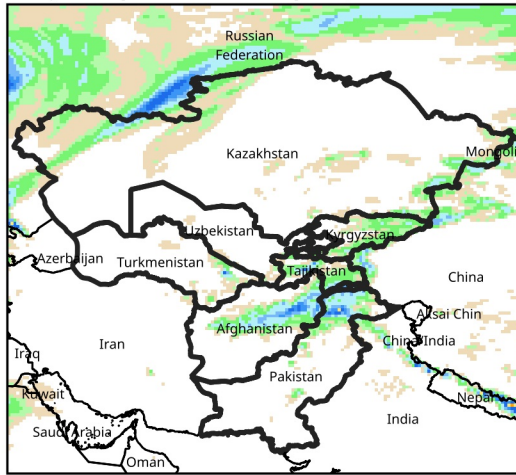 Russian
Federation
Kazakhstan
Mongoli
Uzbekistan
Kyrgyzstan
Azerbaijan
Turkmenistan
Tajikistan
China
Aksai Chin
Afghanistan
China/India
Iran
Iraq
Pakistan
Kuwait
Nepal
India
Saudi Arabia
Oman